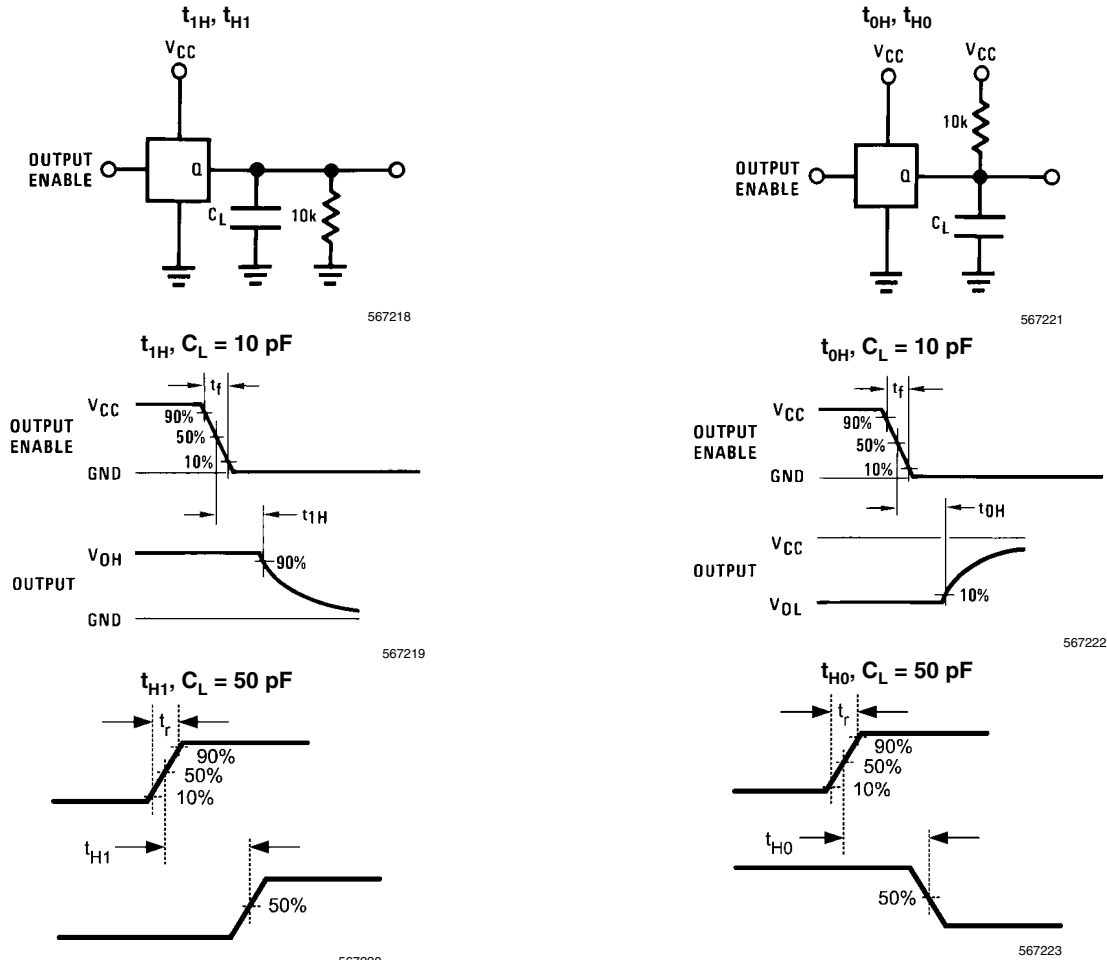 t1H, tH1
VCC
OUTPUT
ENABLE
Q
CL
10k
567218
t0H, tH0
VCC
VCC
10k
OUTPUT
ENABLE
Q
CL
567221
t1H, CL = 10 pF
tf
VCC
90%
OUTPUT
ENABLE
50%
10%
GND
t1H
VOH
90%
OUTPUT
GND
567219
t0H, CL = 10 pF
tf
VCC
90%
OUTPUT
ENABLE
50%
10%
GND
t0H
VCC
OUTPUT
10%
VOL
567222
tH1, CL = 50 pF
tr
90%
50%
10%
tH1
50%
tH0, CL = 50 pF
tr
90%
50%
10%
tH0
50%
567223